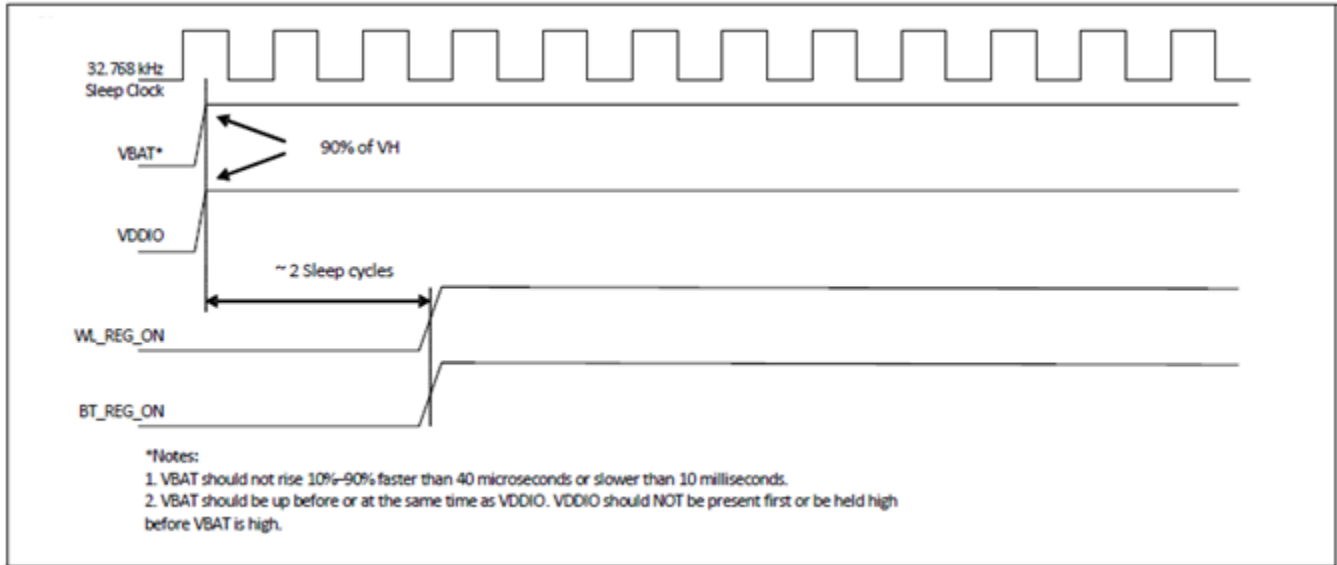 32.768 kHz
Sleep Clock
90% of VH
VBAT*
VDDIO
~ 2 Sleep cycles
WL_REG_ON
BT_REG_ON
*Notes:
1. VBAT should not rise 10%–90% faster than 40 microseconds or slower than 10 milliseconds.
2. VBAT should be up before or at the same time as VDDIO. VDDIO should NOT be present first or be held high
before VBAT is high.